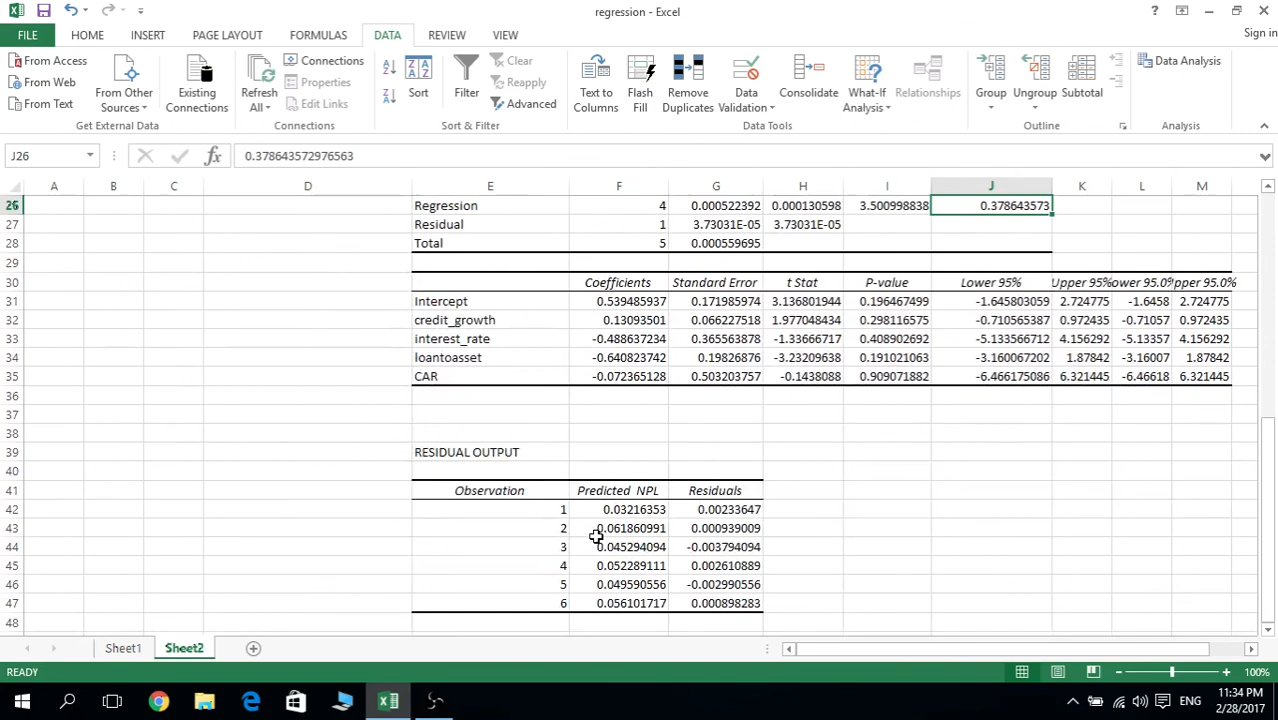 regression - Excel
Sign in
FILE HOME INSERT PAGE LAYOUT FORMULAS DATA REVIEW VIEW
From Access
From Web
From Text
From Other Sources
Existing Connections
Get External Data
Refresh All
Connections
Properties
Edit Links
Connections
Sort
Filter
Clear
Reapply
Advanced
Sort & Filter
Text to Columns
Flash Fill
Remove Duplicates
Data Validation
Consolidate
What-If Analysis
Relationships
Data Tools
Group
Ungroup
Subtotal
Outline
Data Analysis
Analysis
J26 fx 0.378643572976563
A B C D E F G H I J K L M
26 Regression 4 0.000522392 0.000130598 3.500998838 0.378643573
27 Residual 1 3.73031E-05 3.73031E-05
28 Total 5 0.000559695
29
30 Coefficients Standard Error t Stat P-value Lower 95% Upper 95% ower 95.0% pper 95.0%
31 Intercept 0.539485937 0.171985974 3.136801944 0.196467499 -1.645803059 2.724775 -1.6458 2.724775
32 credit_growth 0.13093501 0.066227518 1.977048434 0.298116575 -0.710565387 0.972435 -0.71057 0.972435
33 interest_rate -0.488637234 0.365563878 -1.33666717 0.408902692 -5.133566712 4.156292 -5.13357 4.156292
34 loantoasset -0.640823742 0.19826876 -3.23209638 0.191021063 -3.160067202 1.87842 -3.16007 1.87842
35 CAR -0.072365128 0.503203757 -0.1438088 0.909071882 -6.466175086 6.321445 -6.46618 6.321445
36
37
38
39 RESIDUAL OUTPUT
40
41 Observation Predicted NPL Residuals
42 1 0.03216353 0.00233647
43 2 0.061860991 0.000939009
44 3 0.045294094 -0.003794094
45 4 0.052289111 0.002610889
46 5 0.049590556 -0.002990556
47 6 0.056101717 0.000898283
48
Sheet1 Sheet2
READY 100%
ENG 11:34 PM
2/28/2017